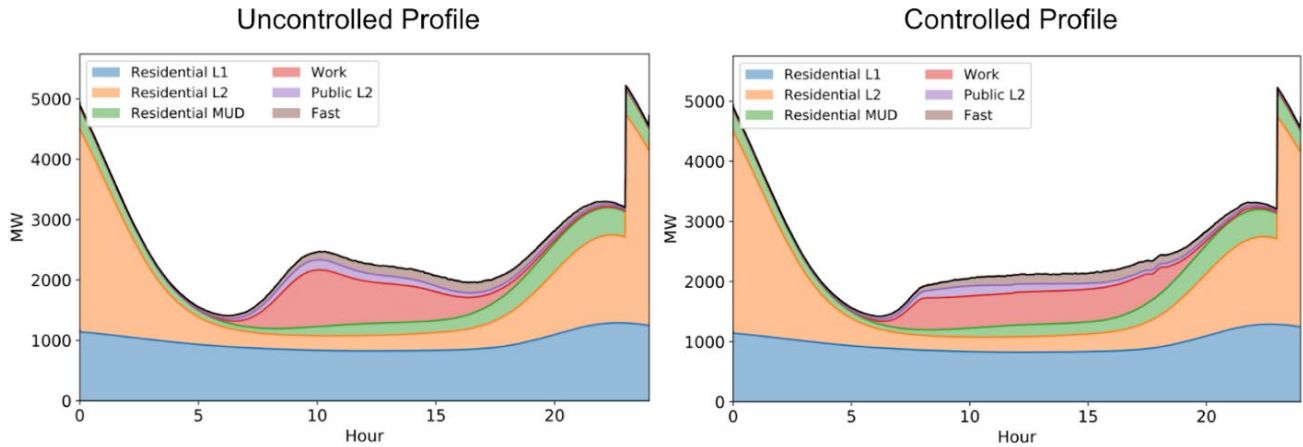 Uncontrolled Profile
Residential L1
Residential L2
Residential MUD
Work
Public L2
Fast
5000
4000
3000
2000
1000
0
MW
0 5 10 15 20
Hour
Controlled Profile
Residential L1
Residential L2
Residential MUD
Work
Public L2
Fast
5000
4000
3000
2000
1000
0
MW
0 5 10 15 20
Hour